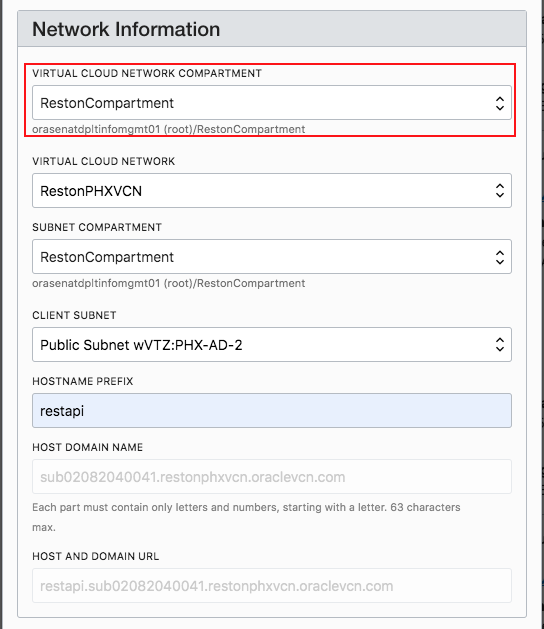 Network Information
VIRTUAL CLOUD NETWORK COMPARTMENT
RestonCompartment
orasenatdpltinfomgmt01 (root)/RestonCompartment
VIRTUAL CLOUD NETWORK
RestonPHXVCN
SUBNET COMPARTMENT
RestonCompartment
orasenatdpltinfomgmt01 (root)/RestonCompartment
CLIENT SUBNET
Public Subnet wVTZ:PHX-AD-2
HOSTNAME PREFIX
restapi
HOST DOMAIN NAME
sub02082040041.restonphxvcn.oraclevcn.com
Each part must contain only letters and numbers, starting with a letter. 63 characters
max.
HOST AND DOMAIN URL
restapi.sub02082040041.restonphxvcn.oraclevcn.com